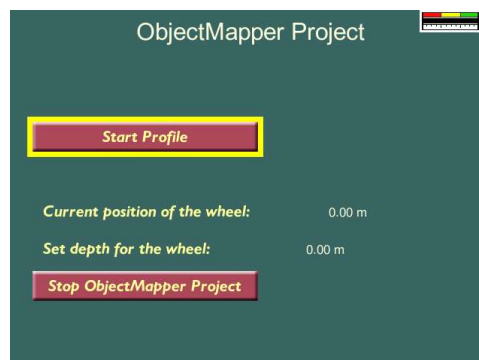 ObjectMapper Project
Start Profile
Current position of the wheel: 0.00 m
Set depth for the wheel: 0.00 m
Stop ObjectMapper Project